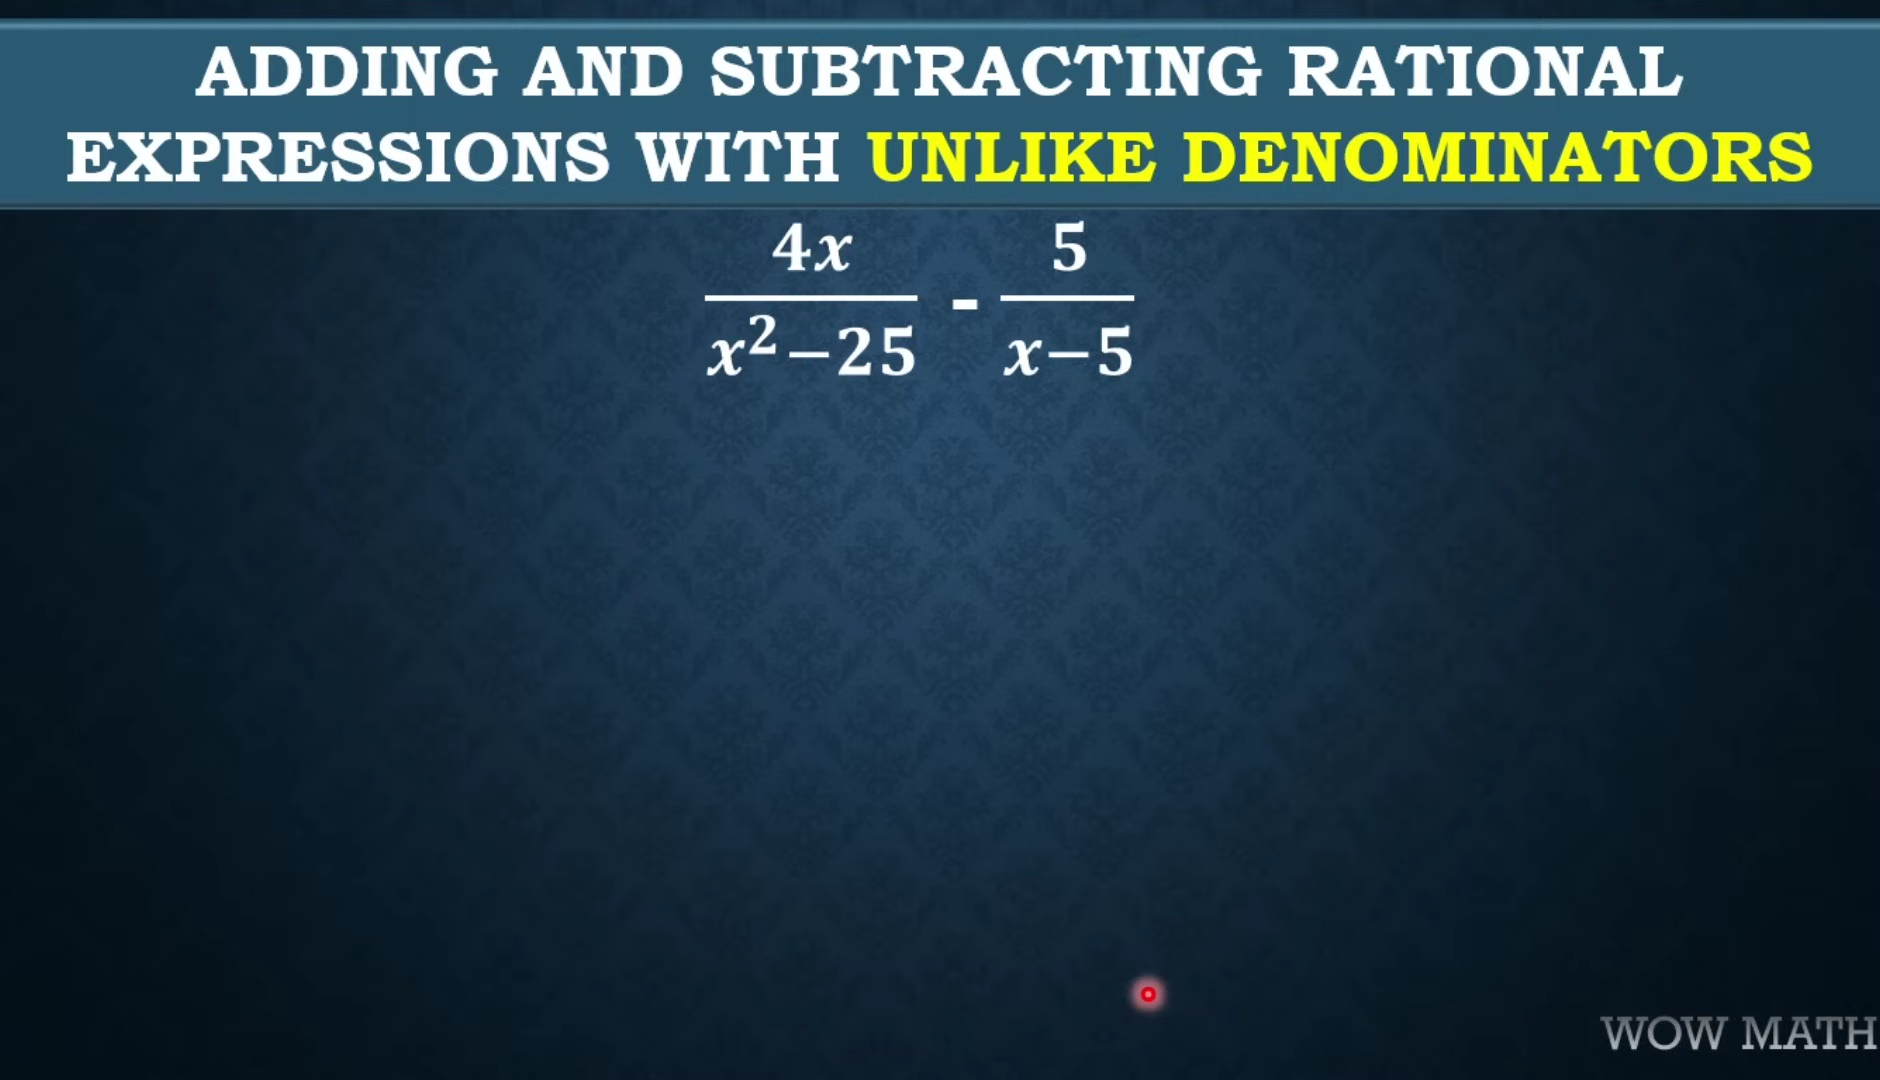 ADDING AND SUBTRACTING RATIONAL
EXPRESSIONS WITH UNLIKE DENOMINATORS
4x/(x²−25) - 5/(x−5)
WOW MATH